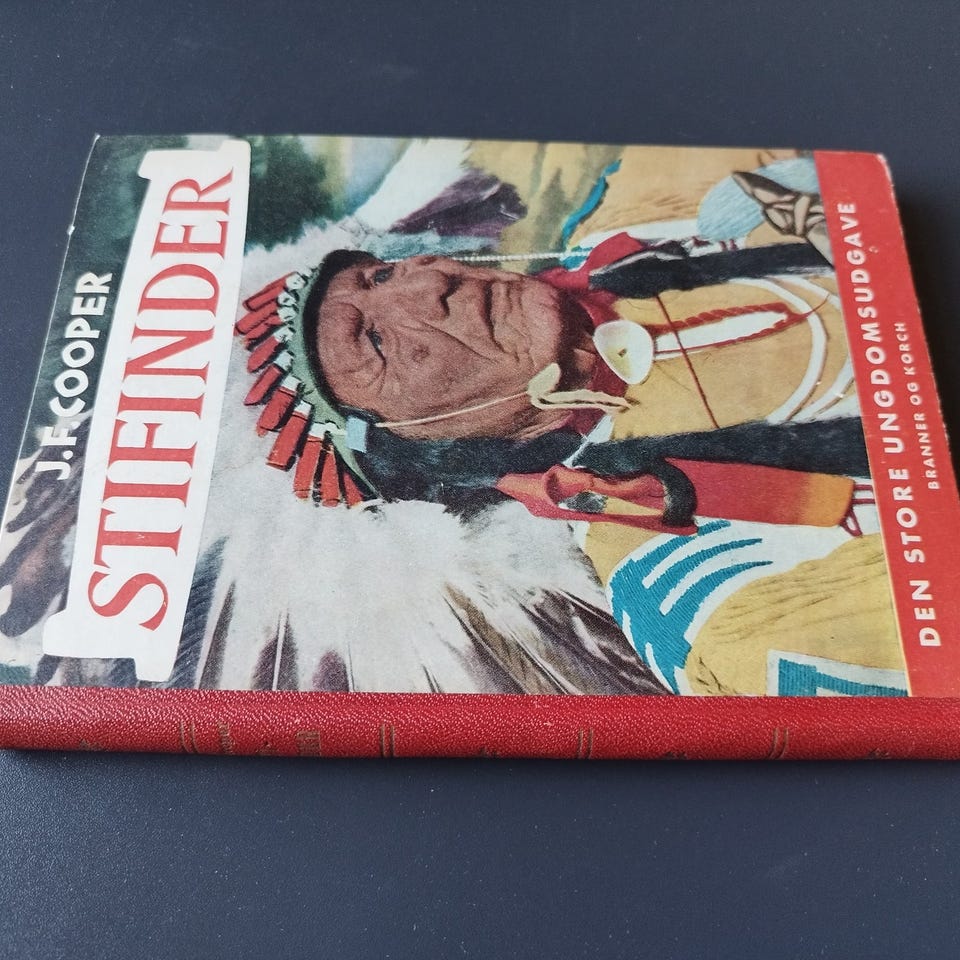 J.F. COOPER
STIFINDER
DEN STORE UNGDOMSUDGAVE
BRANNER OG KORCH